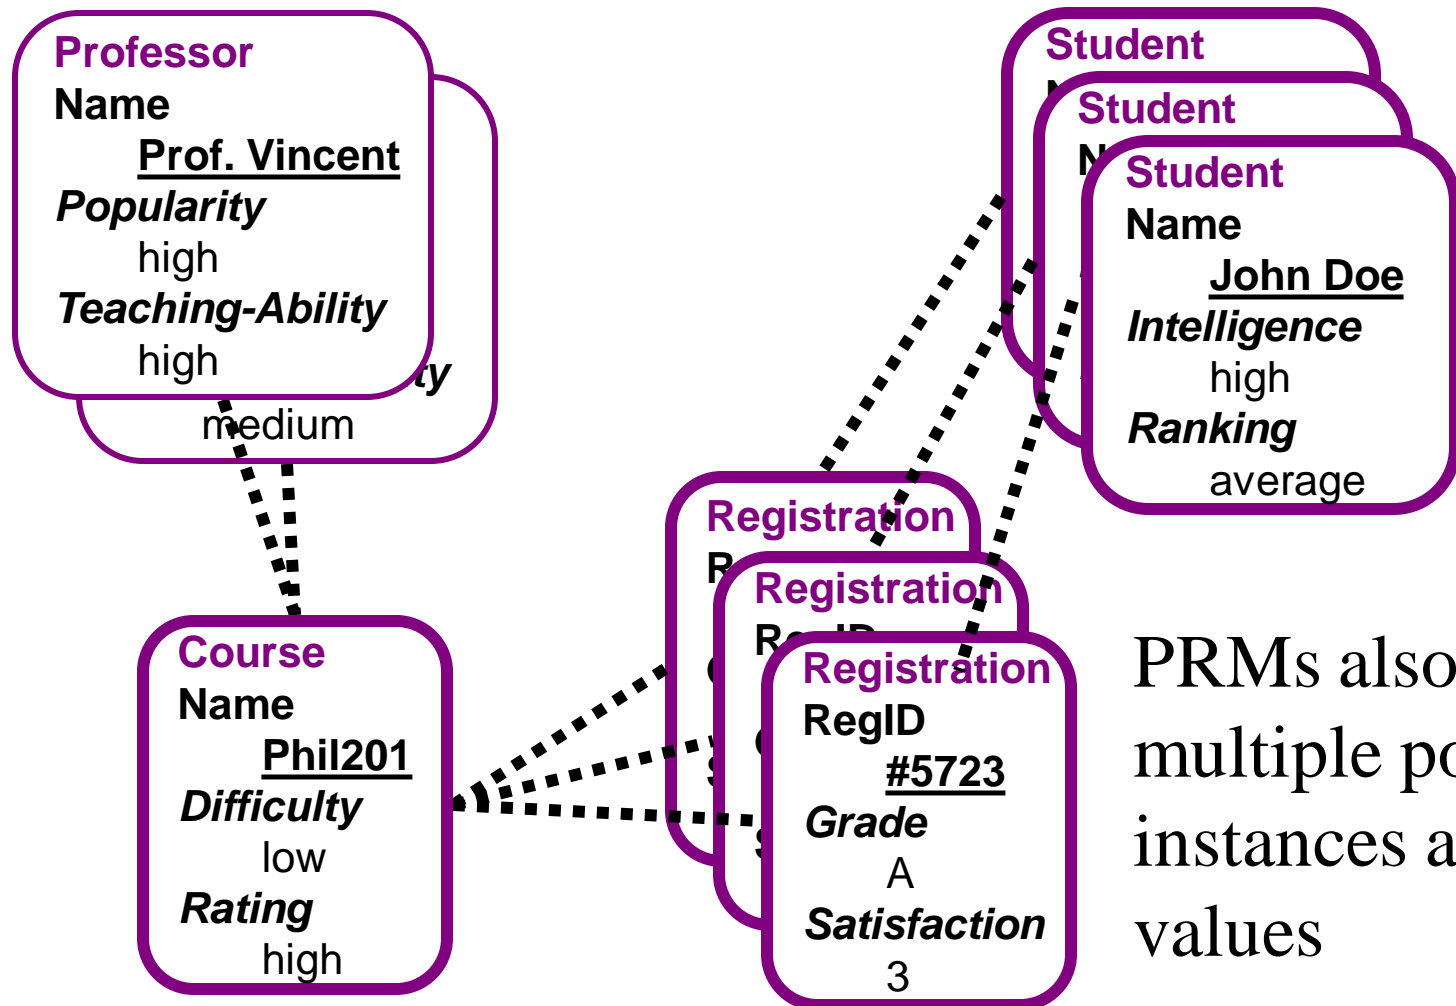 Professor
Name
Prof. Vincent
Popularity
high
Teaching-Ability
high
medium
Student
Student
Student
Name
John Doe
Intelligence
high
Ranking
average
Registration
Registration
Registration
RegID
#5723
Grade
A
Satisfaction
3
Course
Name
Phil201
Difficulty
low
Rating
high
PRMs also
multiple
instances
values